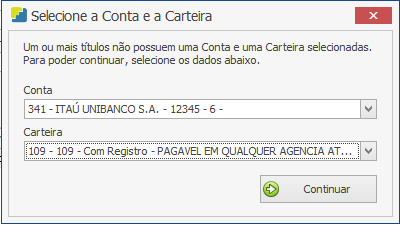 Selecione a Conta e a Carteira
Um ou mais títulos não possuem uma Conta e uma Carteira selecionadas.
Para poder continuar, selecione os dados abaixo.
Conta
341 - ITAÚ UNIBANCO S.A. - 12345 - 6 -
Carteira
109 - 109 - Com Registro - PAGAVEL EM QUALQUER AGENCIA AT...
Continuar